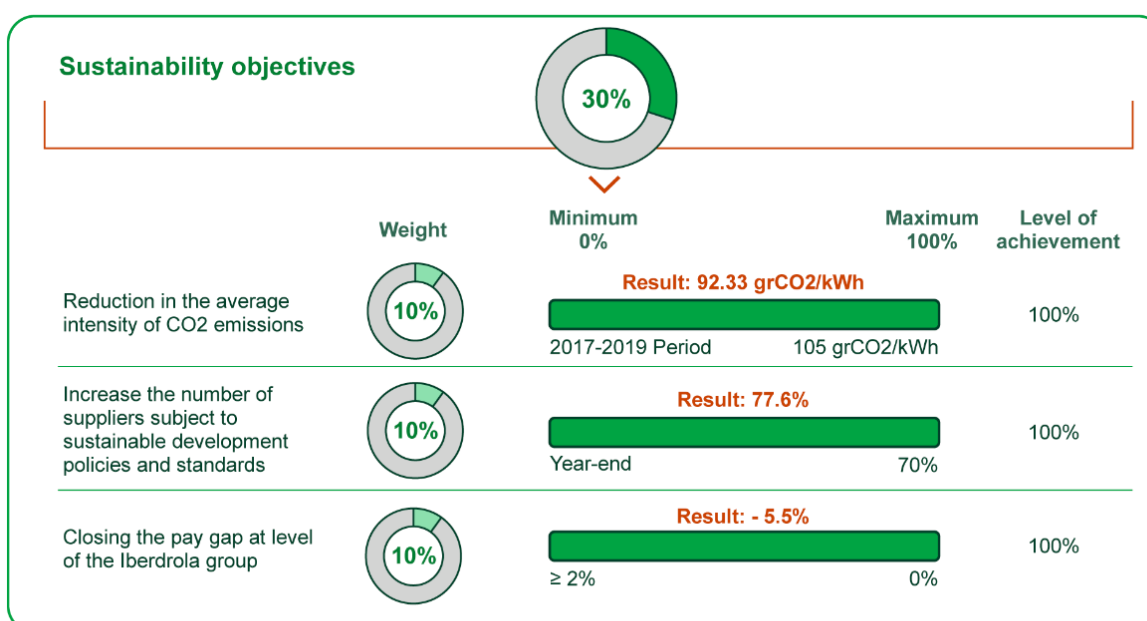 Sustainability objectives
30%
Weight
Minimum
0%
Maximum
100%
Level of
achievement
Reduction in the average
intensity of CO2 emissions
10%
Result: 92.33 grCO2/kWh
2017-2019 Period
105 grCO2/kWh
100%
Increase the number of
suppliers subject to
sustainable development
policies and standards
10%
Result: 77.6%
Year-end
70%
100%
Closing the pay gap at level
of the Iberdrola group
10%
Result: - 5.5%
≥ 2%
0%
100%